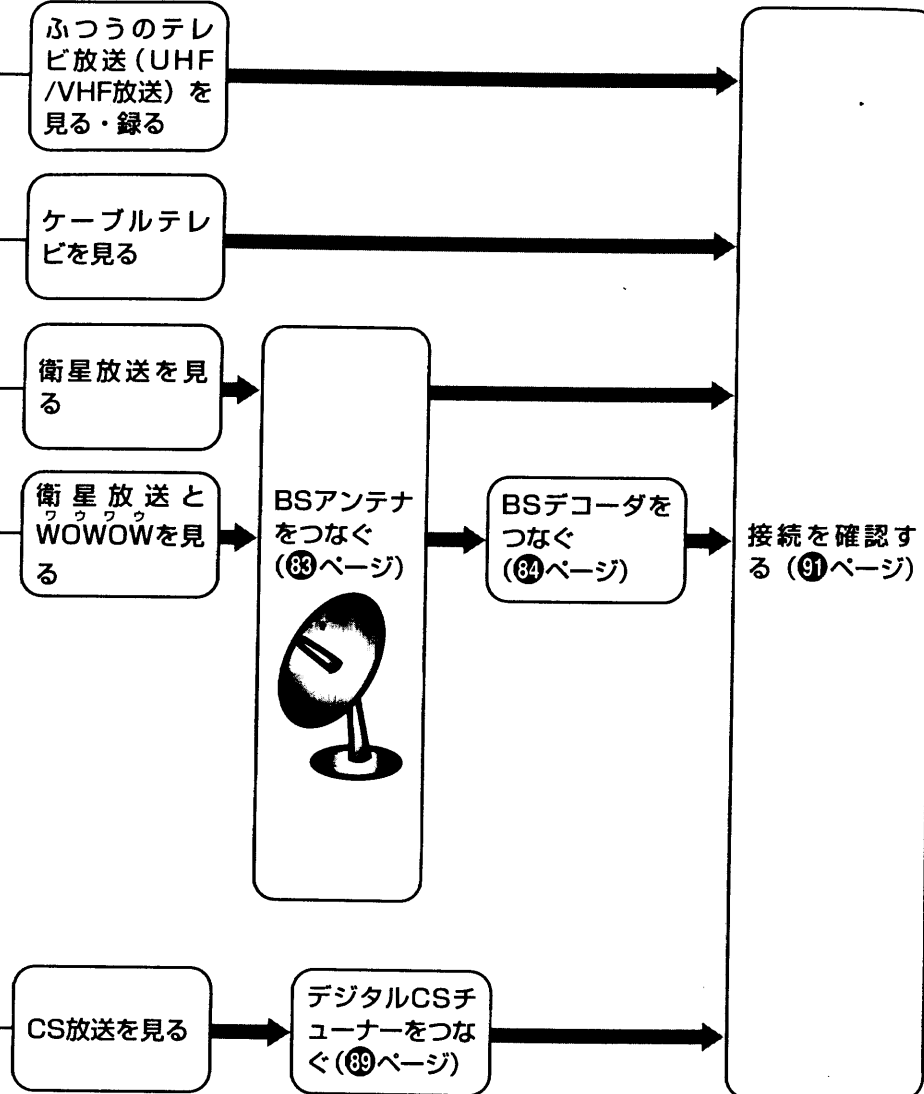 ふつうのテレ
ビ放送(UHF
/VHF放送)を
見る・録る
ケーブルテレ
ビを見る
衛星放送を見
る
衛星放送と
ワウワウ
WOWOWを見
る
BSアンテナ
をつなぐ
(83ページ)
BSデコーダを
つなぐ
(84ページ)
接続を確認す
る(91ページ)
CS放送を見る
デジタルCSチ
ューナーをつな
ぐ(89ページ)